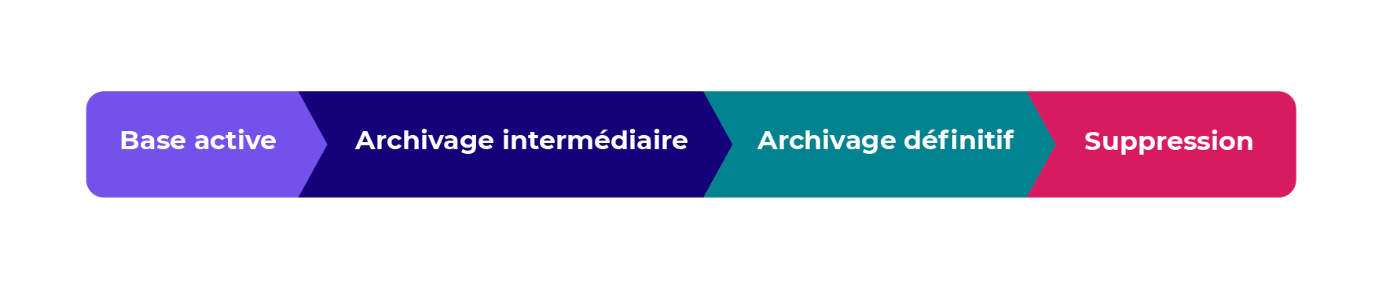 Base active
Archivage intermédiaire
Archivage définitif
Suppression